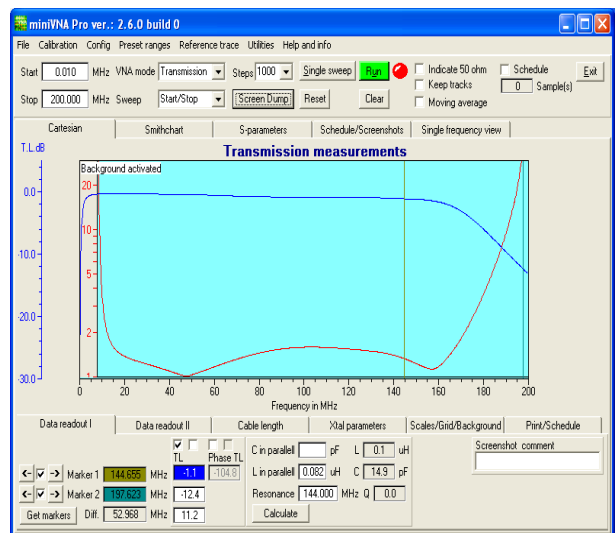 miniVNA Pro ver.: 2.6.0 build 0
File Calibration Config Preset ranges Reference trace Utilities Help and info
Start 0.010 MHz VNA mode Transmission Steps 1000 Single sweep Run Indicate 50 ohm Schedule Exit
Keep tracks 0 Sample(s)
Stop 200.000 MHz Sweep Start/Stop Screen Dump Reset Clear Moving average
Cartesian Smithchart S-parameters Schedule/Screenshots Single frequency view
T.L.dB Transmission measurements
Background activated
20
0.0
10
-10.0
5
-20.0
2
-30.0 1
0 20 40 60 80 100 120 140 160 180 200
Frequency in MHz
Data readout I Data readout II Cable length Xtal parameters Scales/Grid/Background Print/Schedule
TL Phase TL C in parallell pF L 0.1 uH Screenshot comment
<- -> Marker 1 144.655 MHz -1.1 -104.8 L in parallell 0.082 uH C 14.9 pF
<- -> Marker 2 197.623 MHz -12.4 Resonance 144.000 MHz Q 0.0
Get markers Diff. 52.968 MHz 11.2 Calculate